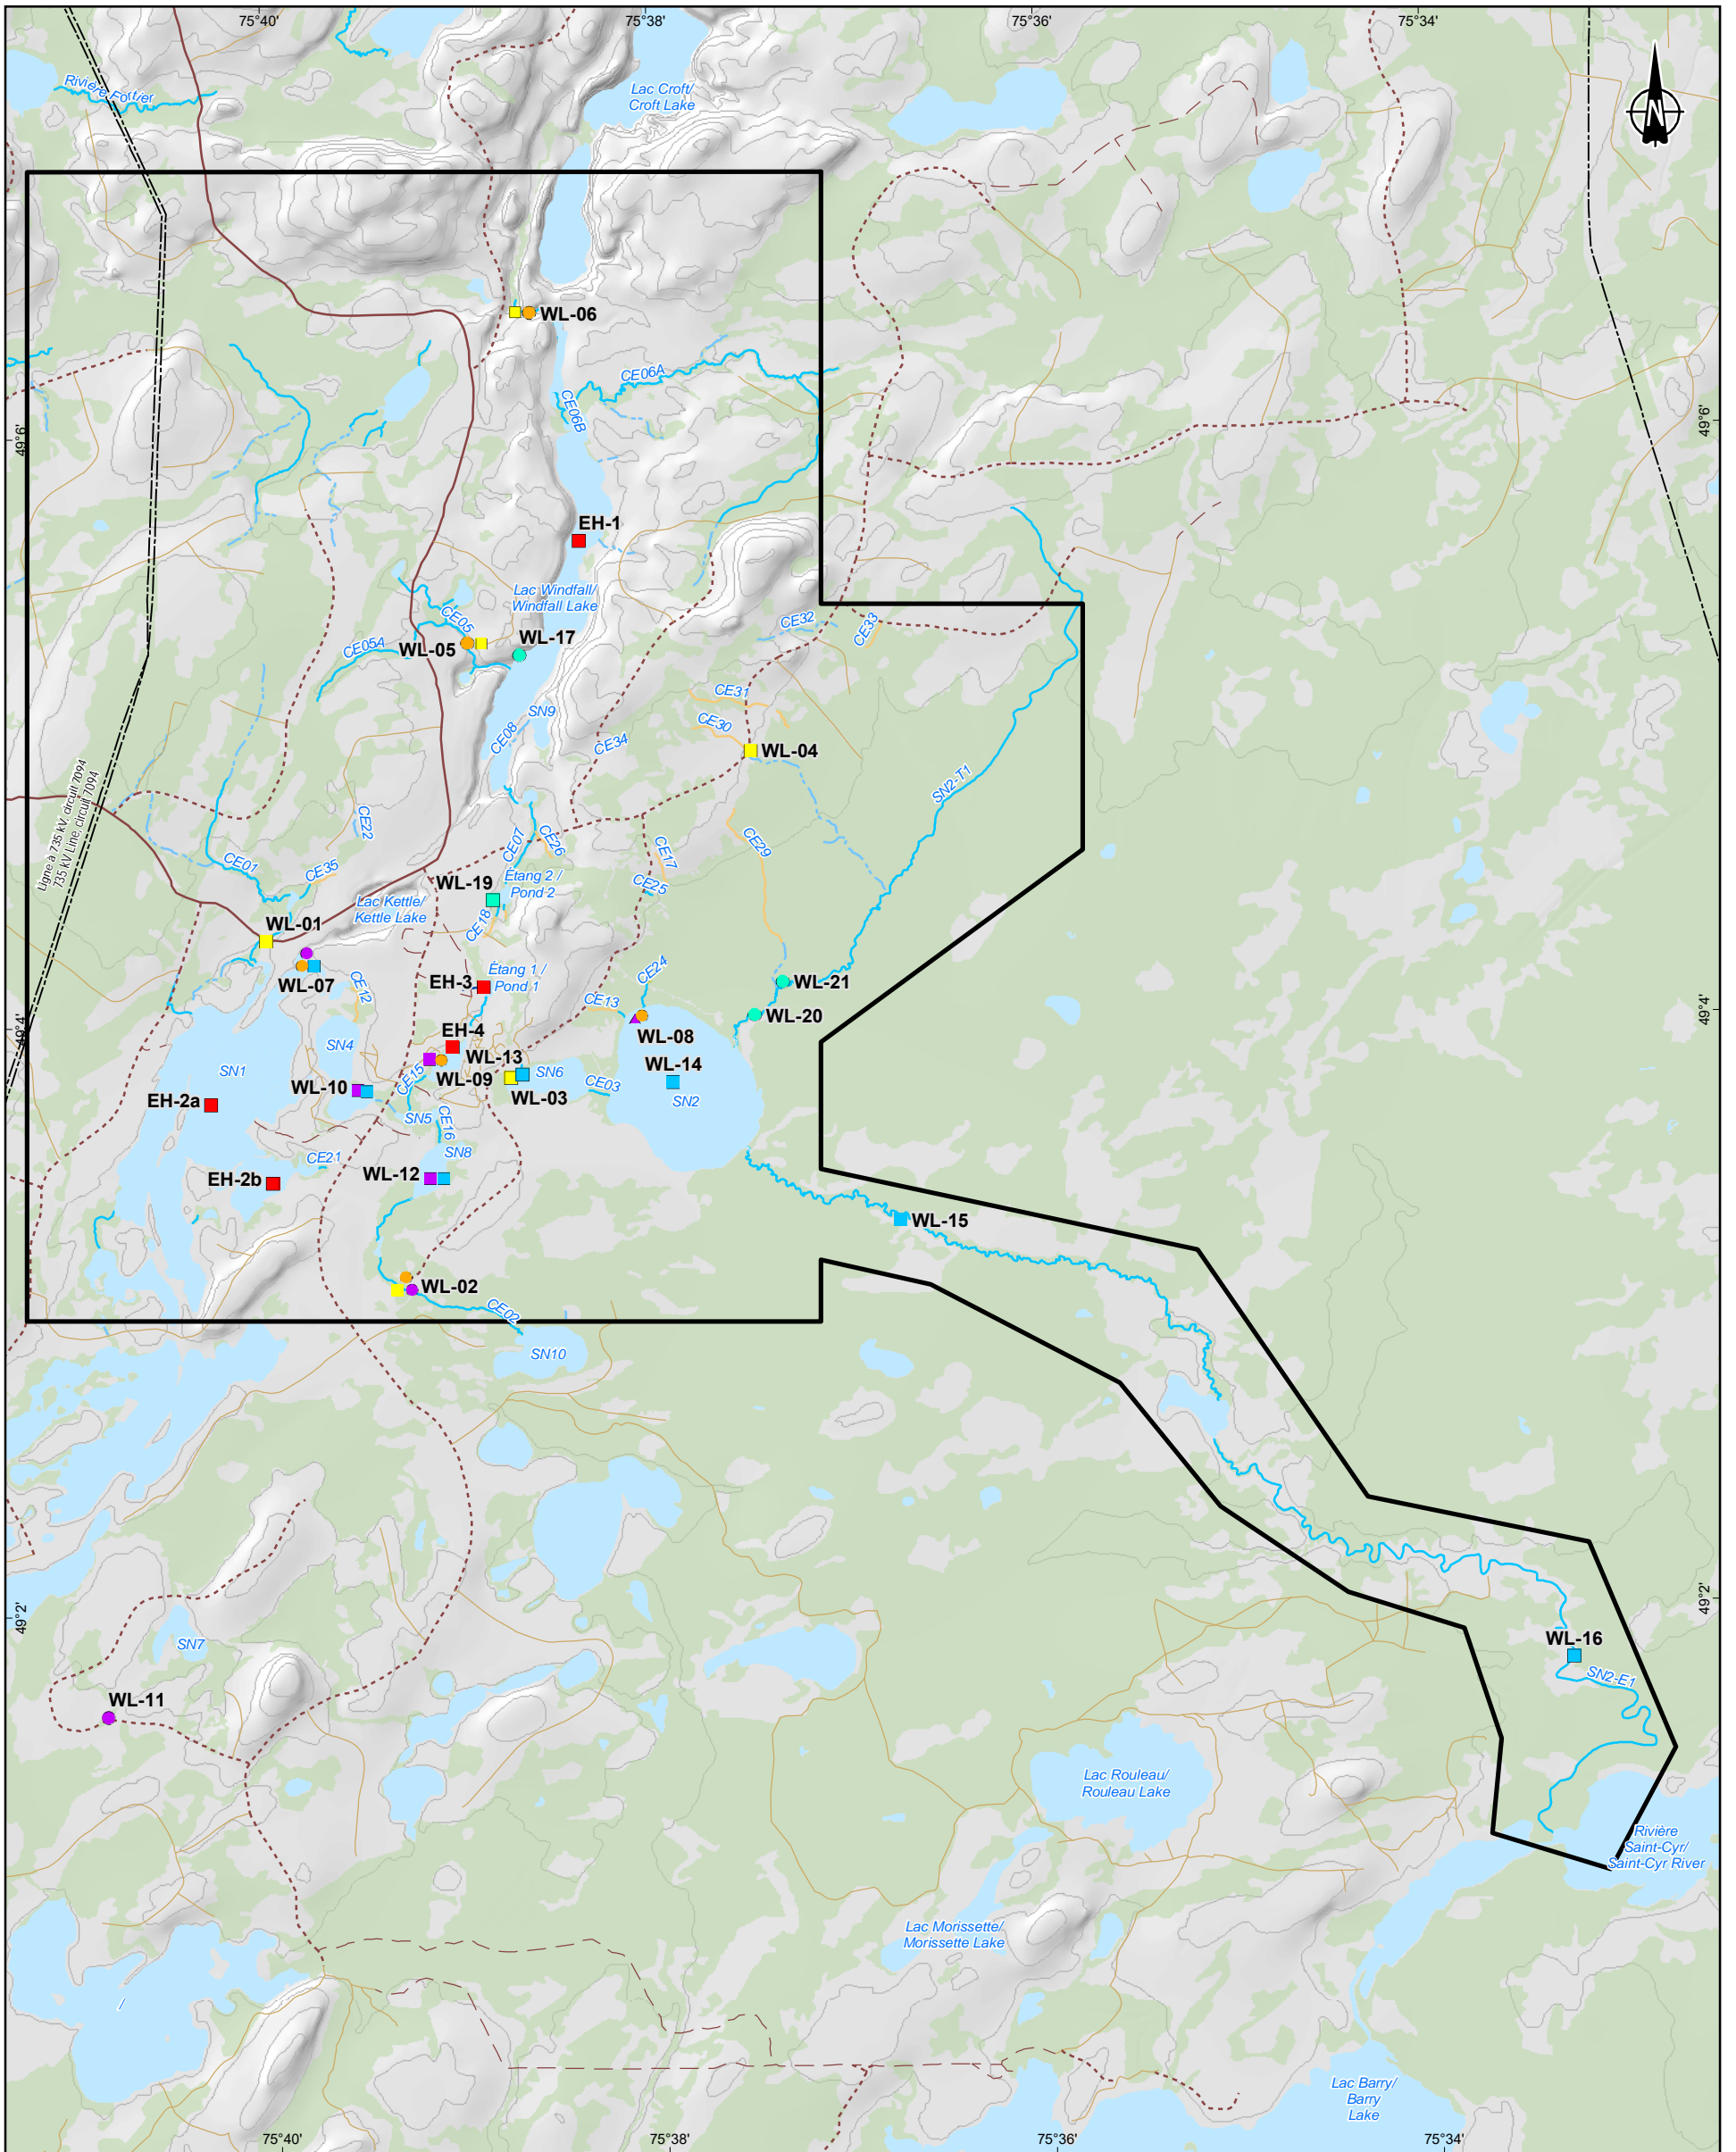 75°40'
75°38'
75°36'
75°34'
Rivière Fortier
Lac Croft/
Croft Lake
N
WL-06
CE06A
CE06B
49°6'
49°6'
EH-1
Lac Windfall/
Windfall Lake
CE05
CE05A
WL-05
WL-17
CE32
CE33
CE31
CE30
SN9
CE08
CE34
WL-04
SN2-T1
Ligne à 735 kV, circuit 7094
735 kV Line, circuit 7094
CE22
CE07
CE26
CE29
CE17
CE01
CE35
WL-19
Étang 2 /
Pond 2
CE25
Lac Kettle/
Kettle Lake
CE18
WL-01
WL-07
CE12
EH-3
Étang 1 /
Pond 1
CE24
WL-21
CE13
WL-20
49°4'
49°4'
WL-08
EH-4
SN4
WL-13
WL-14
SN1
CE15
WL-09
SN6
WL-10
WL-03
CE03
SN2
EH-2a
SN5
CE16
SN8
CE21
WL-12
EH-2b
WL-15
WL-02
CE02
SN10
49°2'
49°2'
SN7
WL-16
SN2-E1
WL-11
Lac Rouleau/
Rouleau Lake
Rivière
Saint-Cyr/
Saint-Cyr River
Lac Morissette/
Morissette Lake
/
Lac Barry/
Barry
Lake
75°40'
75°38'
75°36'
75°34'